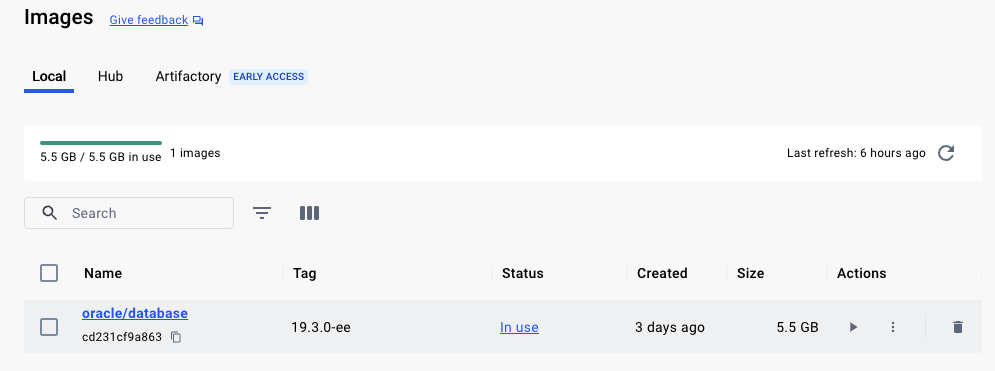 Images Give feedback
Local Hub Artifactory EARLY ACCESS
5.5 GB / 5.5 GB in use 1 images Last refresh: 6 hours ago
Search
Name Tag Status Created Size Actions
oracle/database
cd231cf9a863 19.3.0-ee In use 3 days ago 5.5 GB